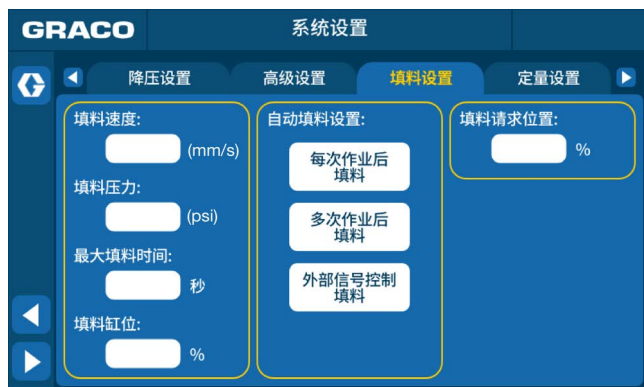 GRACO
系统设置
降压设置
高级设置
填料设置
定量设置
填料速度:
(mm/s)
填料压力:
(psi)
最大填料时间:
秒
填料缸位:
%
自动填料设置:
每次作业后
填料
多次作业后
填料
外部信号控制
填料
填料请求位置:
%